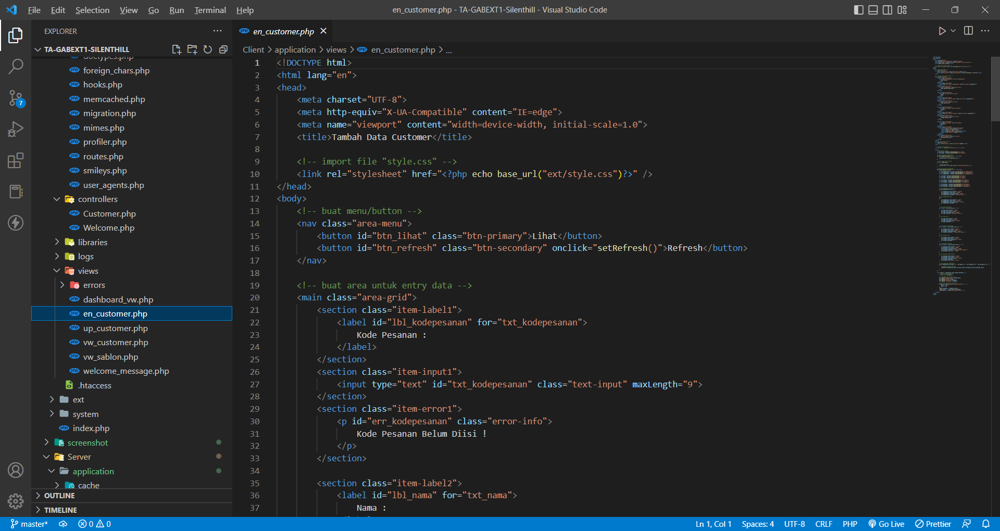 File Edit Selection View Go Run Terminal Help
en_customer.php - TA-GABEXT1-Silenthill - Visual Studio Code
EXPLORER
TA-GABEXT1-SILENTHILL
doctypes.php
foreign_chars.php
hooks.php
memcached.php
migration.php
mimes.php
profiler.php
routes.php
smileys.php
user_agents.php
controllers
Customer.php
Welcome.php
libraries
logs
views
errors
dashboard_vw.php
en_customer.php
up_customer.php
vw_customer.php
vw_sablon.php
welcome_message.php
.htaccess
ext
system
index.php
screenshot
Server
application
cache
OUTLINE
TIMELINE
7
en_customer.php
Client > application > views > en_customer.php > ...
1 <!DOCTYPE html>
2 <html lang="en">
3 <head>
4 <meta charset="UTF-8">
5 <meta http-equiv="X-UA-Compatible" content="IE=edge">
6 <meta name="viewport" content="width=device-width, initial-scale=1.0">
7 <title>Tambah Data Customer</title>
8
9 <!-- import file "style.css" -->
10 <link rel="stylesheet" href="<?php echo base_url("ext/style.css")?>" />
11 </head>
12 <body>
13 <!-- buat menu/button -->
14 <nav class="area-menu">
15 <button id="btn_lihat" class="btn-primary">Lihat</button>
16 <button id="btn_refresh" class="btn-secondary" onclick="setRefresh()">Refresh</button>
17 </nav>
18
19 <!-- buat area untuk entry data -->
20 <main class="area-grid">
21 <section class="item-label1">
22 <label id="lbl_kodepesanan" for="txt_kodepesanan">
23 Kode Pesanan :
24 </label>
25 </section>
26 <section class="item-input1">
27 <input type="text" id="txt_kodepesanan" class="text-input" maxLength="9">
28 </section>
29 <section class="item-error1">
30 <p id="err_kodepesanan" class="error-info">
31 Kode Pesanan Belum Diisi !
32 </p>
33 </section>
34
35 <section class="item-label2">
36 <label id="lbl_nama" for="txt_nama">
37 Nama :
master* 0 0
Ln 1, Col 1 Spaces: 4 UTF-8 CRLF PHP Go Live Prettier